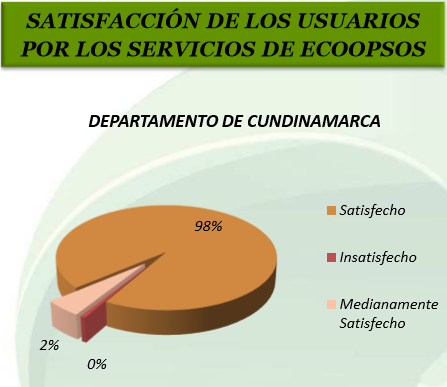 SATISFACCIÓN DE LOS USUARIOS
POR LOS SERVICIOS DE ECOOPSOS
DEPARTAMENTO DE CUNDINAMARCA
98%
Satisfecho
Insatisfecho
Medianamente
Satisfecho
2%
0%